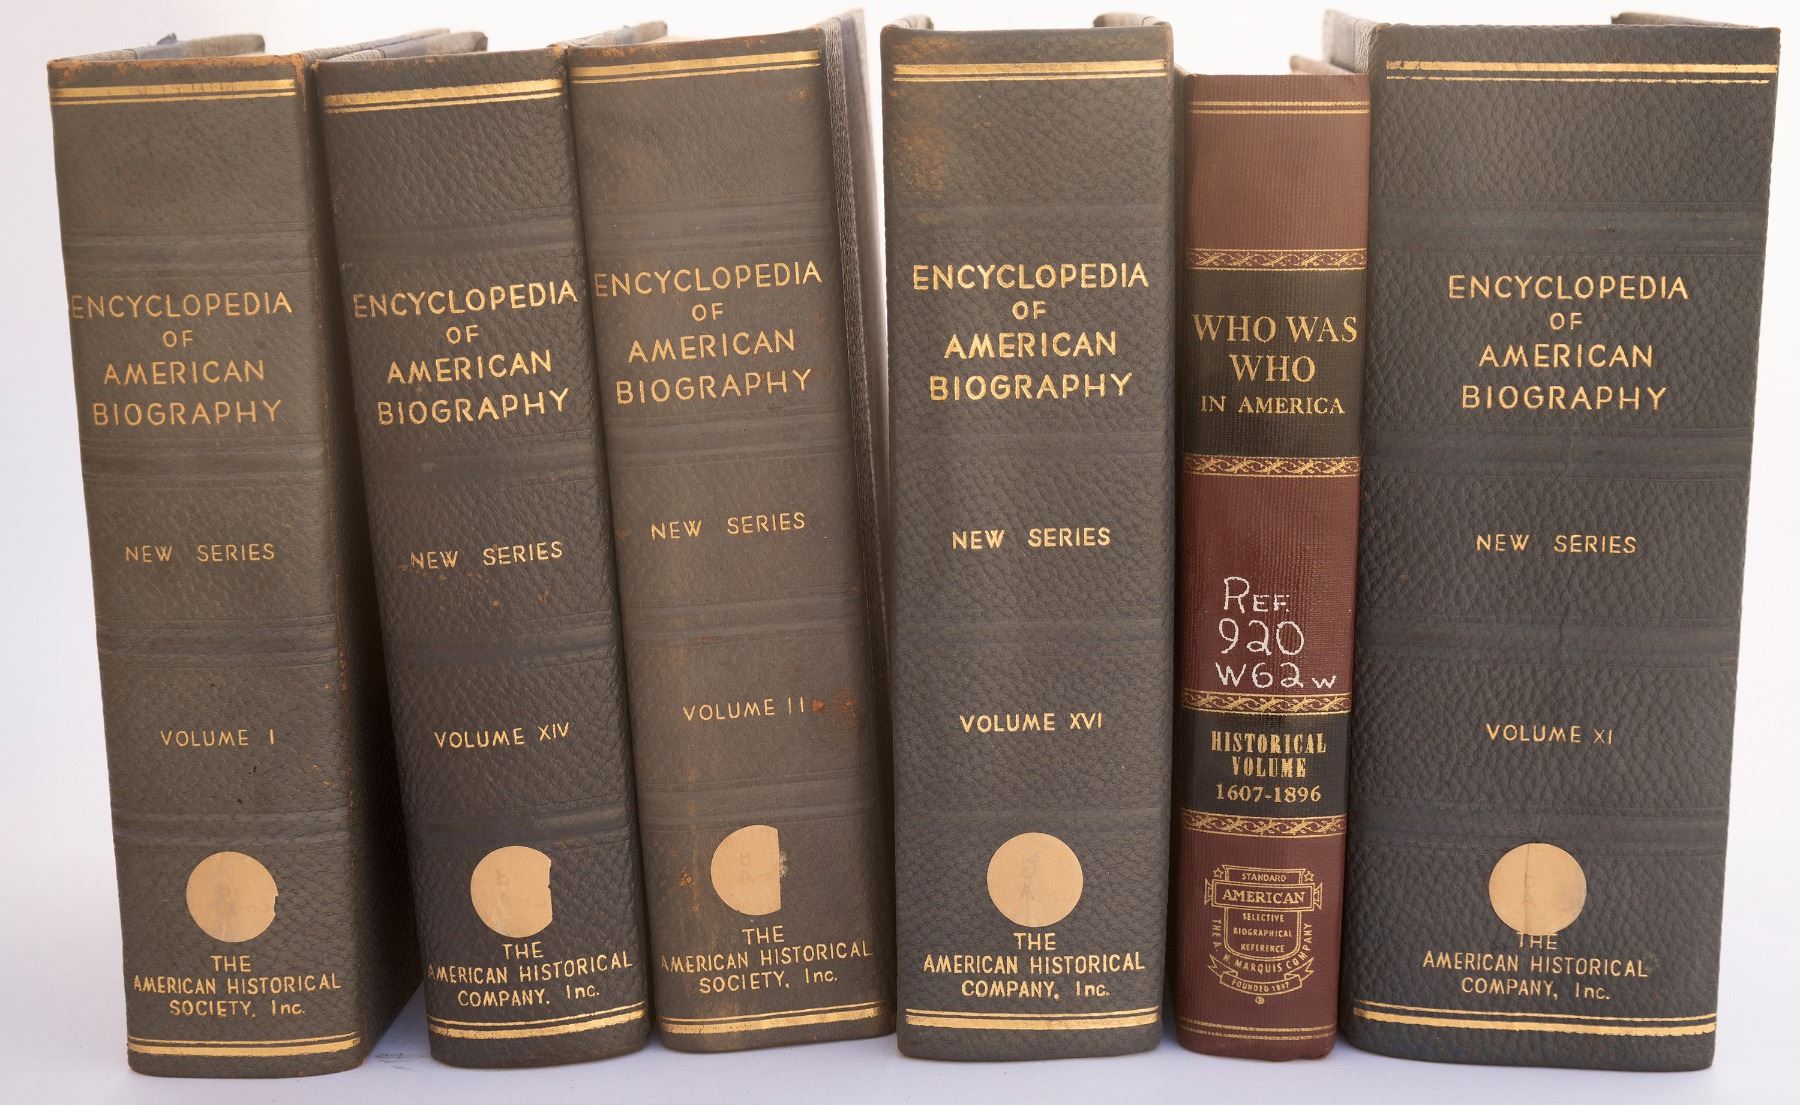 ENCYCLOPEDIA
OF
AMERICAN
BIOGRAPHY
NEW SERIES
VOLUME I
THE
AMERICAN HISTORICAL
SOCIETY, Inc.
ENCYCLOPEDIA
OF
AMERICAN
BIOGRAPHY
NEW SERIES
VOLUME XIV
THE
AMERICAN HISTORICAL
COMPANY, Inc.
ENCYCLOPEDIA
OF
AMERICAN
BIOGRAPHY
NEW SERIES
VOLUME II
THE
AMERICAN HISTORICAL
SOCIETY, Inc.
ENCYCLOPEDIA
OF
AMERICAN
BIOGRAPHY
NEW SERIES
VOLUME XVI
THE
AMERICAN HISTORICAL
COMPANY, Inc.
WHO WAS
WHO
IN AMERICA
REF.
920
W62w
HISTORICAL
VOLUME
1607-1896
STANDARD
AMERICAN
SELECTIVE
BIOGRAPHICAL
REFERENCE
THE A. N. MARQUIS COMPANY
FOUNDED 1897
ENCYCLOPEDIA
OF
AMERICAN
BIOGRAPHY
NEW SERIES
VOLUME XI
THE
AMERICAN HISTORICAL
COMPANY, Inc.